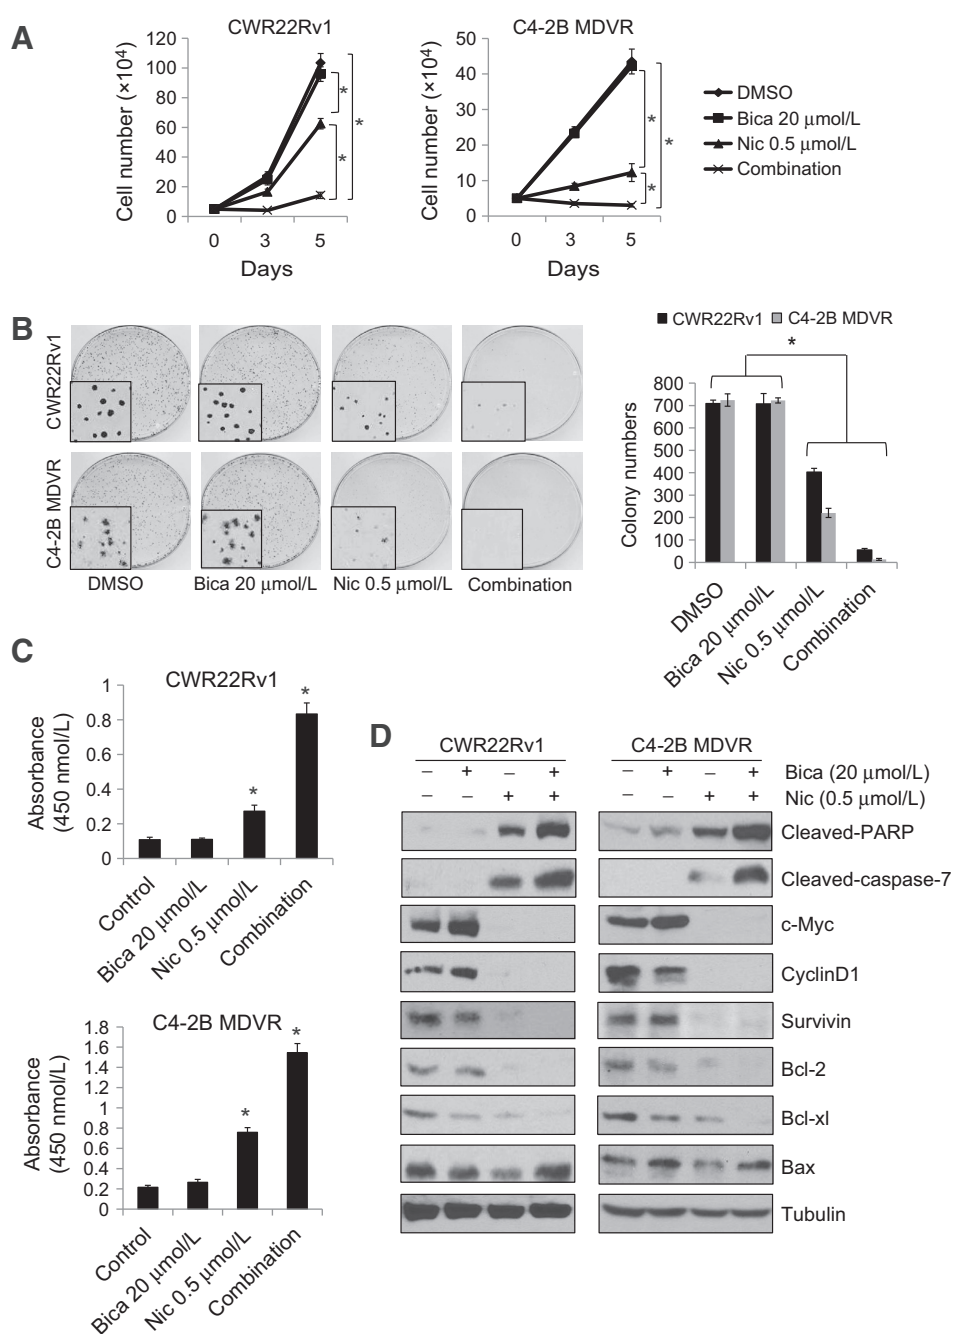 A
CWR22Rv1
C4-2B MDVR
Cell number (×10⁴)
120
100
80
60
40
20
0
0 3 5
Days
*
*
*
Cell number (×10⁴)
50
40
30
20
10
0
0 3 5
Days
*
*
*
DMSO
Bica 20 μmol/L
Nic 0.5 μmol/L
Combination
B
CWR22Rv1
C4-2B MDVR
DMSO
Bica 20 μmol/L
Nic 0.5 μmol/L
Combination
CWR22Rv1 C4-2B MDVR
*
Colony numbers
800
700
600
500
400
300
200
100
0
DMSO
Bica 20 μmol/L
Nic 0.5 μmol/L
Combination
C
CWR22Rv1
Absorbance
(450 nmol/L)
1
0.8
0.6
0.4
0.2
0
*
*
Control
Bica 20 μmol/L
Nic 0.5 μmol/L
Combination
C4-2B MDVR
Absorbance
(450 nmol/L)
1.8
1.6
1.4
1.2
1
0.8
0.6
0.4
0.2
0
*
*
Control
Bica 20 μmol/L
Nic 0.5 μmol/L
Combination
D
CWR22Rv1 C4-2B MDVR
– + – + – + – + Bica (20 μmol/L)
– – + + – – + + Nic (0.5 μmol/L)
Cleaved-PARP
Cleaved-caspase-7
c-Myc
CyclinD1
Survivin
Bcl-2
Bcl-xl
Bax
Tubulin